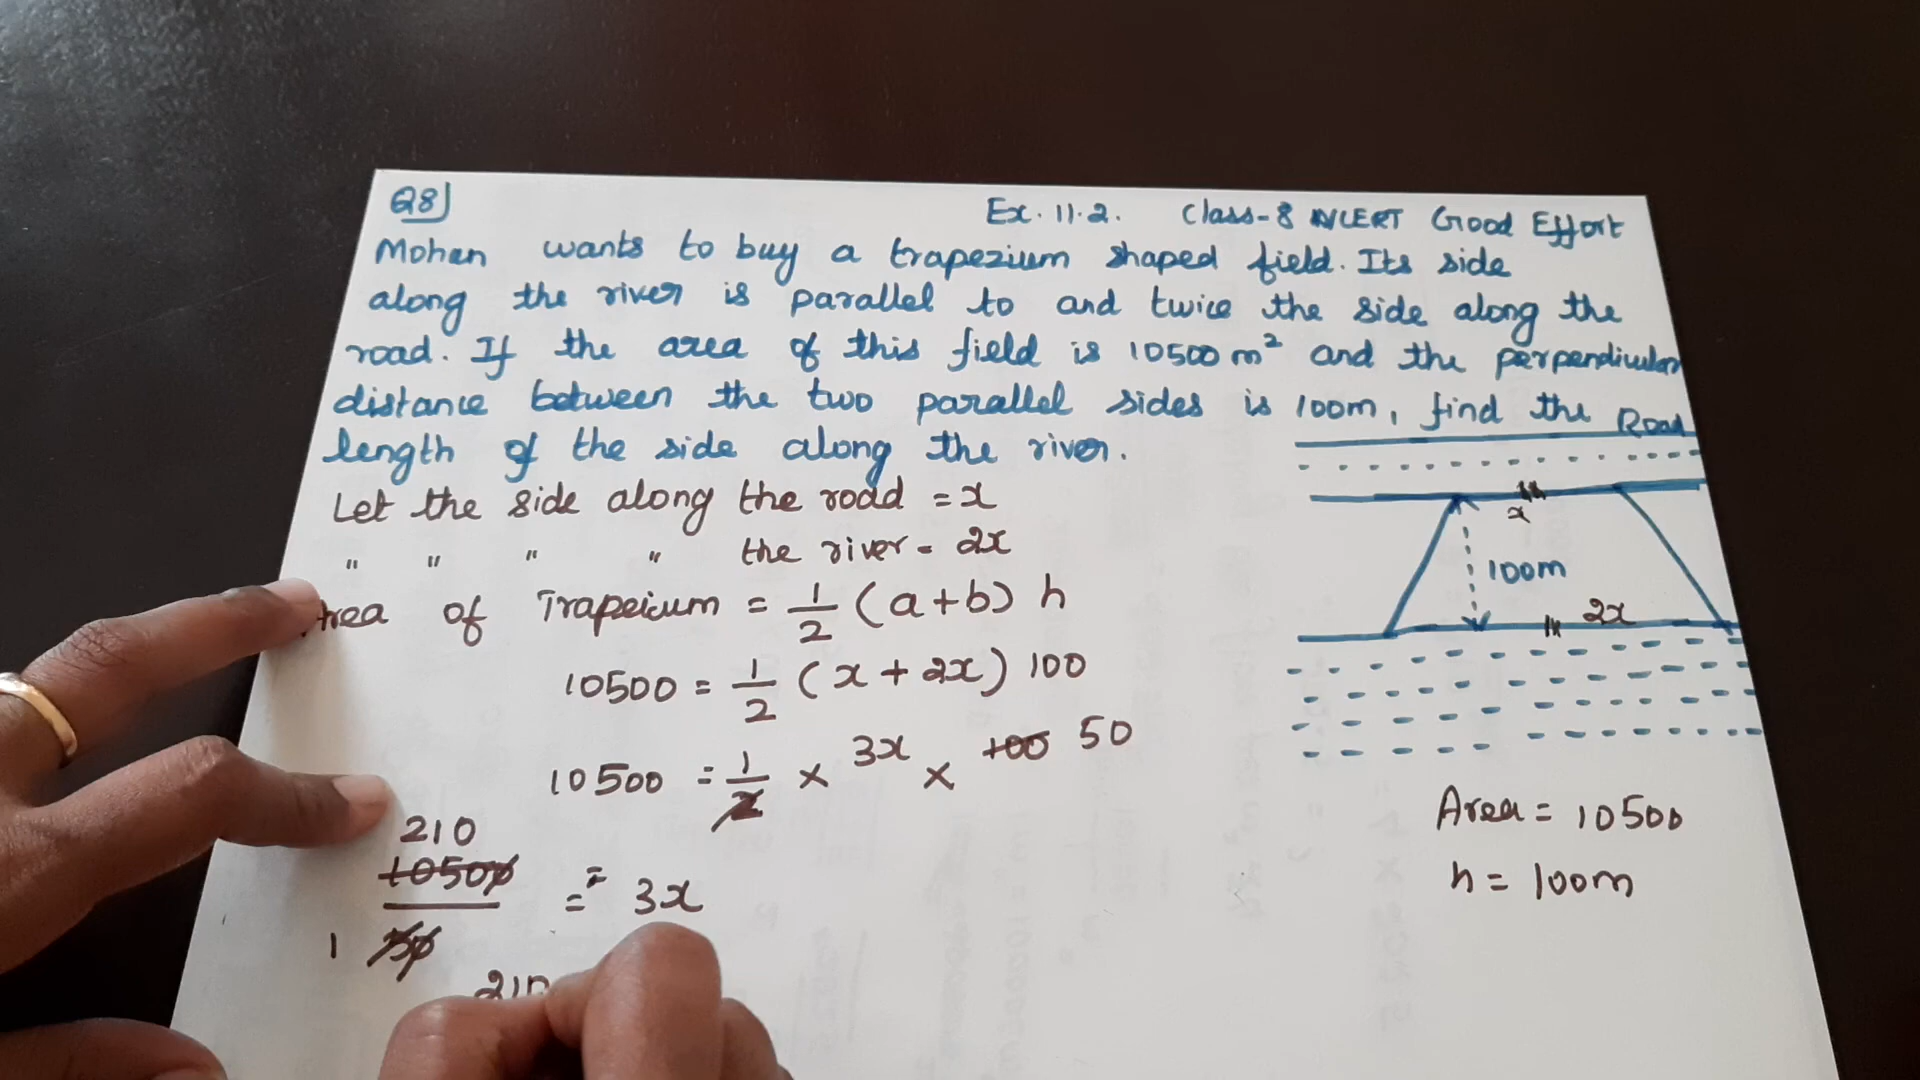 Q8)
Ex. 11.2. Class-8 NCERT Good Effort
Mohan wants to buy a trapezium shaped field. Its side
along the river is parallel to and twice the side along the
road. If the area of this field is 10500 m² and the perpendicular
distance between the two parallel sides is 100m, find the
length of the side along the river.
Road
Let the side along the road = x
" " " " the river = 2x
Area of Trapezium = 1/2 (a+b) h
10500 = 1/2 (x + 2x) 100
10500 = 1/2 × 3x × 100 50
210
10500/50 = 3x
1
210
x
100m
2x
Area = 10500
h = 100m